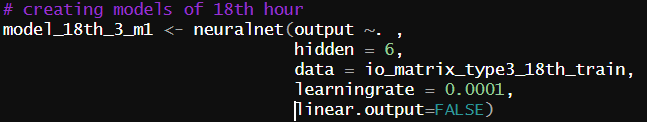 # creating models of 18th hour
model_18th_3_m1 <- neuralnet(output ~. ,
hidden = 6,
data = io_matrix_type3_18th_train,
learningrate = 0.0001,
linear.output=FALSE)